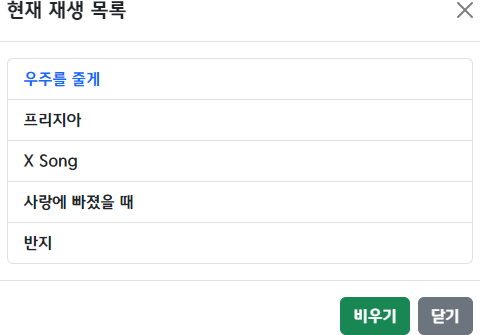 현재 재생 목록
우주를 줄게
프리지아
X Song
사랑에 빠졌을 때
반지
비우기 닫기